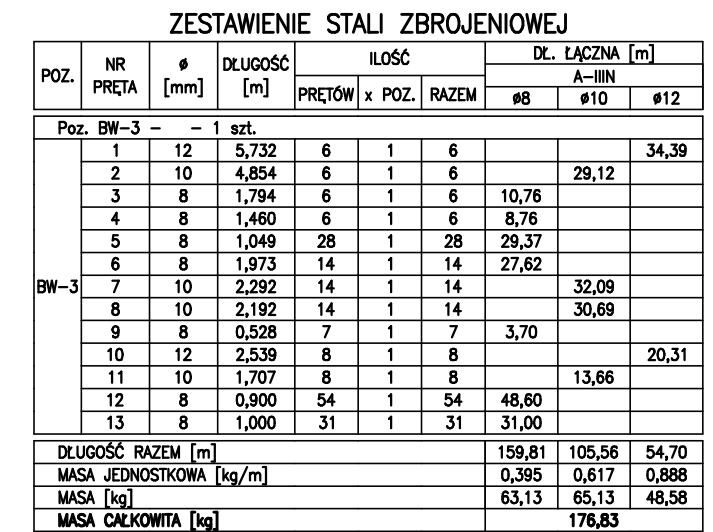 ZESTAWIENIE STALI ZBROJENIOWEJ
POZ. NR PRĘTA ø [mm] DŁUGOŚĆ [m] ILOŚĆ DŁ. ŁĄCZNA [m]
A-IIIN
PRĘTÓW x POZ. RAZEM ø8 ø10 ø12
Poz. BW-3 - - 1 szt.
1 12 5,732 6 1 6 34,39
2 10 4,854 6 1 6 29,12
3 8 1,794 6 1 6 10,76
4 8 1,460 6 1 6 8,76
5 8 1,049 28 1 28 29,37
6 8 1,973 14 1 14 27,62
BW-3 7 10 2,292 14 1 14 32,09
8 10 2,192 14 1 14 30,69
9 8 0,528 7 1 7 3,70
10 12 2,539 8 1 8 20,31
11 10 1,707 8 1 8 13,66
12 8 0,900 54 1 54 48,60
13 8 1,000 31 1 31 31,00
DŁUGOŚĆ RAZEM [m] 159,81 105,56 54,70
MASA JEDNOSTKOWA [kg/m] 0,395 0,617 0,888
MASA [kg] 63,13 65,13 48,58
MASA CAŁKOWITA [kg] 176,83